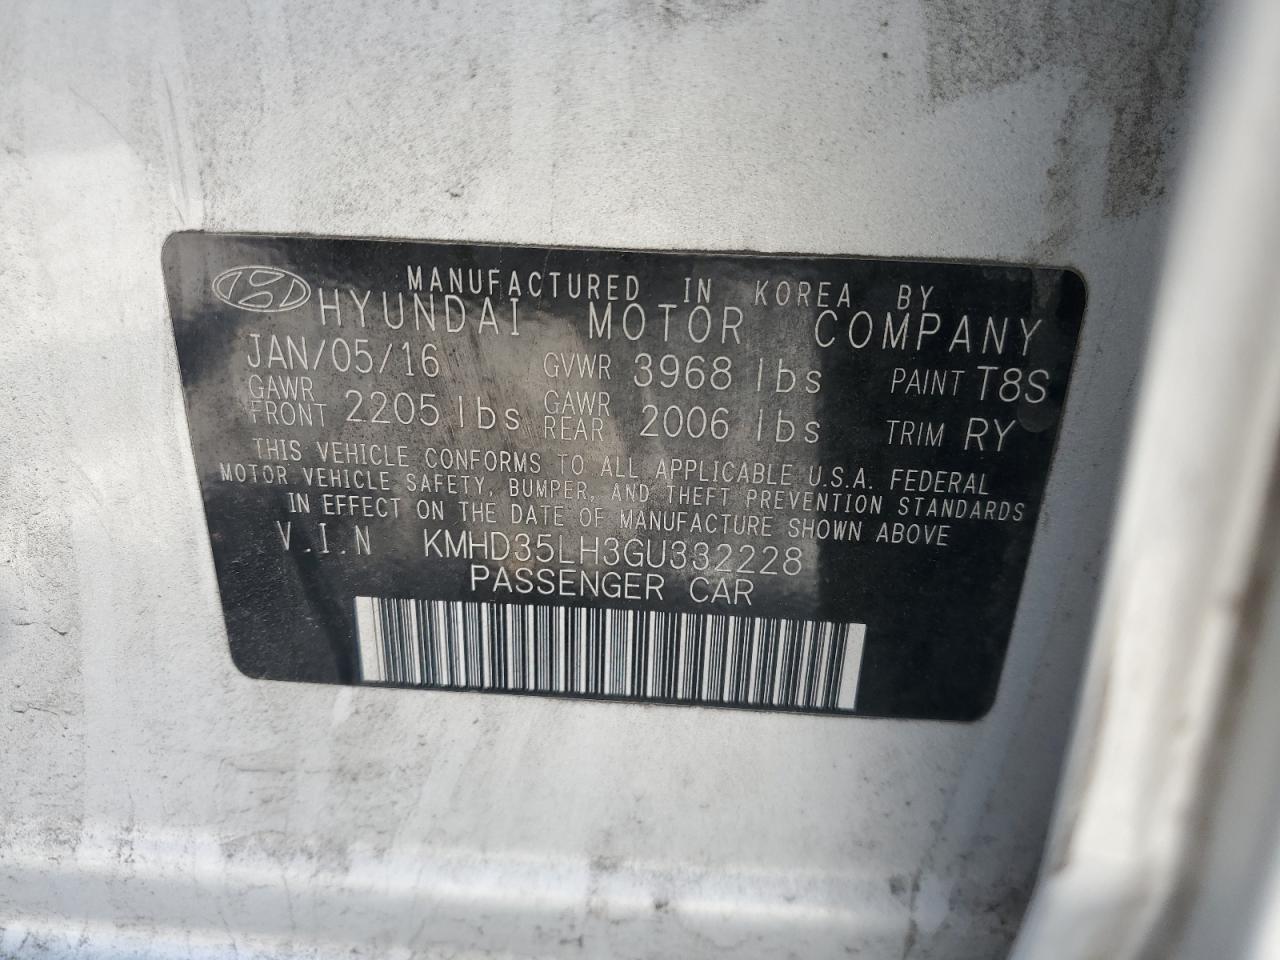 MANUFACTURED IN KOREA BY
HYUNDAI MOTOR COMPANY
JAN/05/16 GVWR 3968 lbs PAINT T8S
GAWR FRONT 2205 lbs GAWR REAR 2006 lbs TRIM RY
THIS VEHICLE CONFORMS TO ALL APPLICABLE U.S.A. FEDERAL
MOTOR VEHICLE SAFETY, BUMPER, AND THEFT PREVENTION STANDARDS
IN EFFECT ON THE DATE OF MANUFACTURE SHOWN ABOVE
V.I.N KMHD35LH3GU332228
PASSENGER CAR